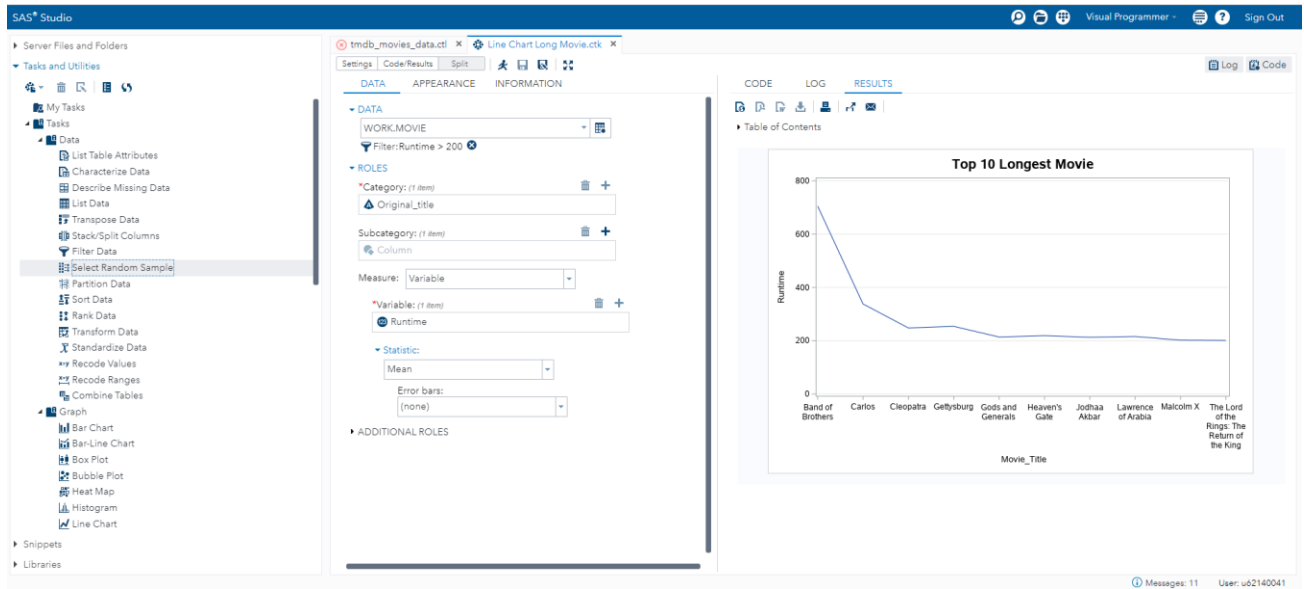 SAS® Studio
Visual Programmer
Sign Out
Server Files and Folders
Tasks and Utilities
My Tasks
Tasks
Data
List Table Attributes
Characterize Data
Describe Missing Data
List Data
Transpose Data
Stack/Split Columns
Filter Data
Select Random Sample
Partition Data
Sort Data
Rank Data
Transform Data
Standardize Data
Recode Values
Recode Ranges
Combine Tables
Graph
Bar Chart
Bar-Line Chart
Box Plot
Bubble Plot
Heat Map
Histogram
Line Chart
Snippets
Libraries
tmdb_movies_data.ctl
Line Chart Long Movie.ctk
Settings
Code/Results
Split
Log
Code
DATA
APPEARANCE
INFORMATION
DATA
WORK.MOVIE
Filter:Runtime > 200
ROLES
*Category: (1 item)
Original_title
Subcategory: (1 item)
Column
Measure:
Variable
*Variable: (1 item)
Runtime
Statistic:
Mean
Error bars:
(none)
ADDITIONAL ROLES
CODE
LOG
RESULTS
Table of Contents
Top 10 Longest Movie
800
600
400
200
0
Runtime
Band of
Brothers
Carlos
Cleopatra
Gettysburg
Gods and
Generals
Heaven's
Gate
Jodhaa
Akbar
Lawrence
of Arabia
Malcolm X
The Lord
of the
Rings: The
Return of
the King
Movie_Title
Messages: 11
User: u62140041